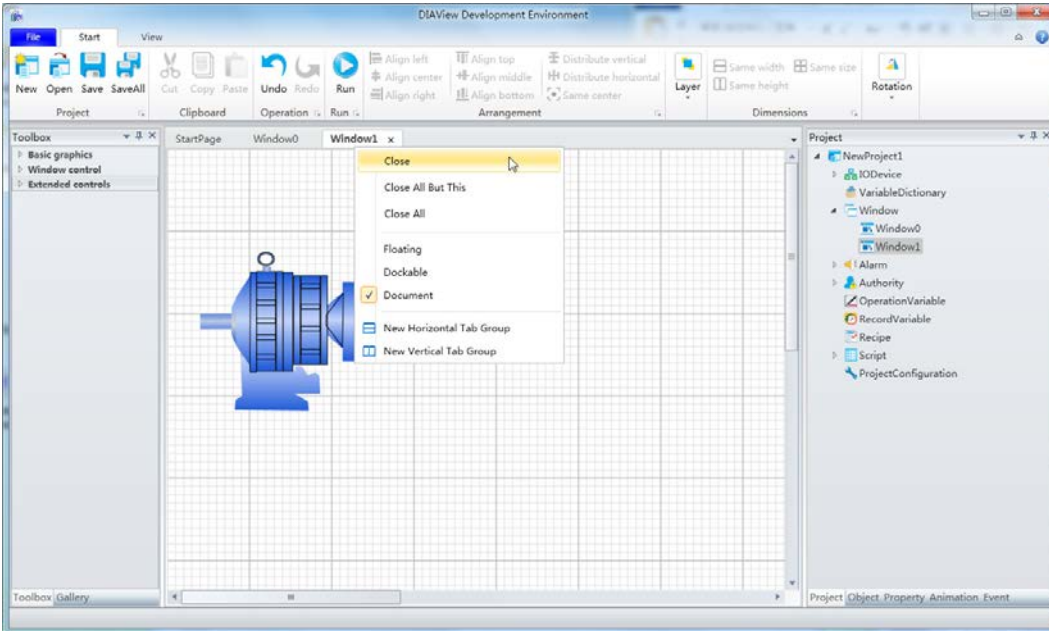 DIAView Development Environment
File Start View
New Open Save SaveAll
Project
Cut Copy Paste
Clipboard
Undo Redo
Operation
Run
Run
Align left Align top Distribute vertical
Align center Align middle Distribute horizontal
Align right Align bottom Same center
Arrangement
Layer
Same width Same size
Same height
Dimensions
Rotation
Toolbox
Basic graphics
Window control
Extended controls
Toolbox Gallery
StartPage Window0 Window1 x
Close
Close All But This
Close All
Floating
Dockable
Document
New Horizontal Tab Group
New Vertical Tab Group
Project
NewProject1
IODevice
VariableDictionary
Window
Window0
Window1
Alarm
Authority
OperationVariable
RecordVariable
Recipe
Script
ProjectConfiguration
Project Object Property Animation Event